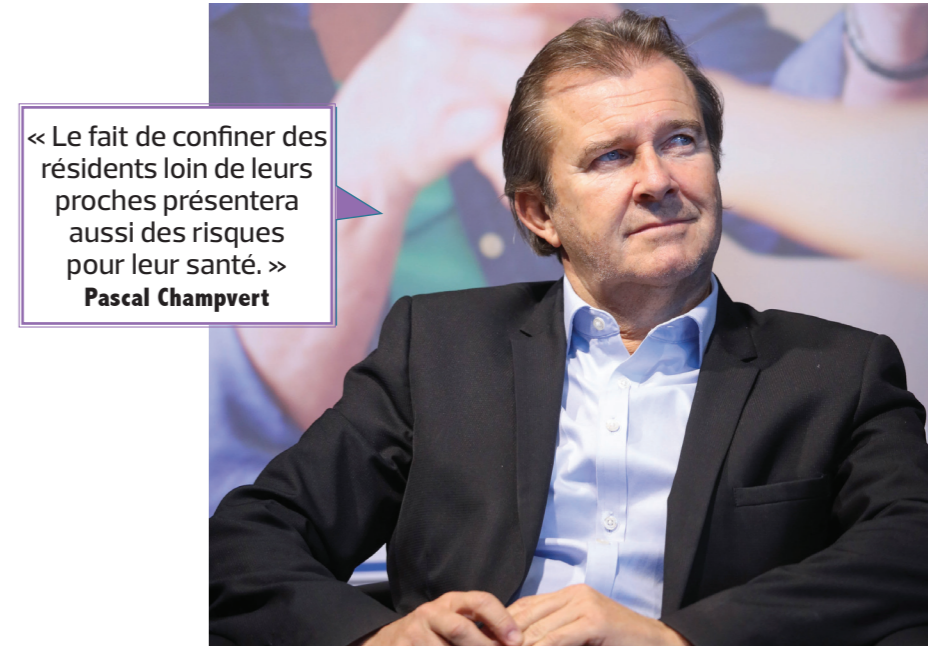 « Le fait de confiner des
résidents loin de leurs
proches présentera
aussi des risques
pour leur santé. »
Pascal Champvert